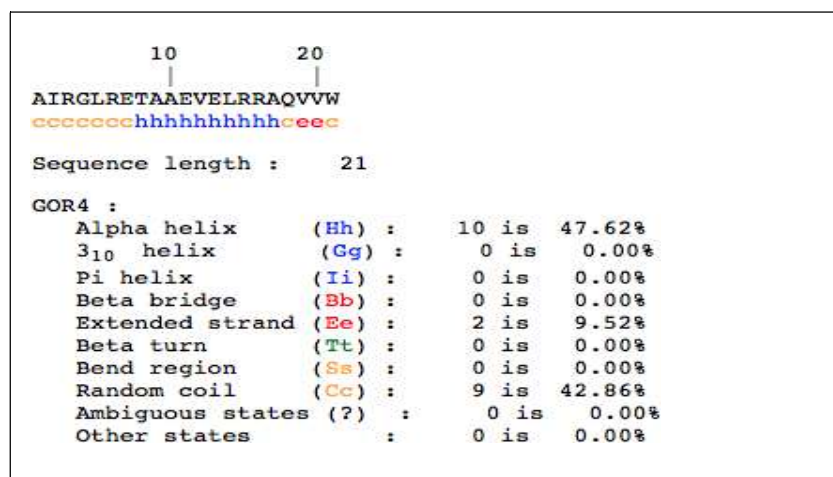 10 20
| |
AIRGLRETAAEVELRRAQVVW
ccccccchhhhhhhhhhceec
Sequence length : 21
GOR4 :
Alpha helix (Hh) : 10 is 47.62%
3₁₀ helix (Gg) : 0 is 0.00%
Pi helix (Ii) : 0 is 0.00%
Beta bridge (Bb) : 0 is 0.00%
Extended strand (Ee) : 2 is 9.52%
Beta turn (Tt) : 0 is 0.00%
Bend region (Ss) : 0 is 0.00%
Random coil (Cc) : 9 is 42.86%
Ambiguous states (?) : 0 is 0.00%
Other states : 0 is 0.00%